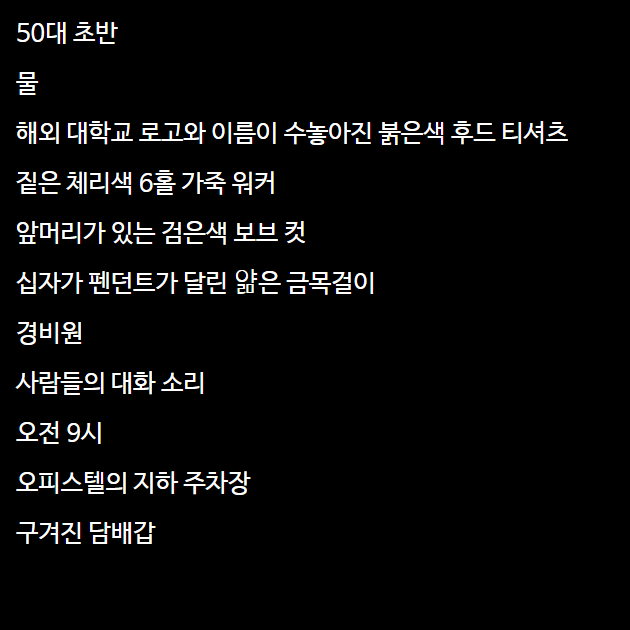 50대 초반
물
해외 대학교 로고와 이름이 수놓아진 붉은색 후드 티셔츠
짙은 체리색 6홀 가죽 워커
앞머리가 있는 검은색 보브 컷
십자가 펜던트가 달린 얆은 금목걸이
경비원
사람들의 대화 소리
오전 9시
오피스텔의 지하 주차장
구겨진 담배갑